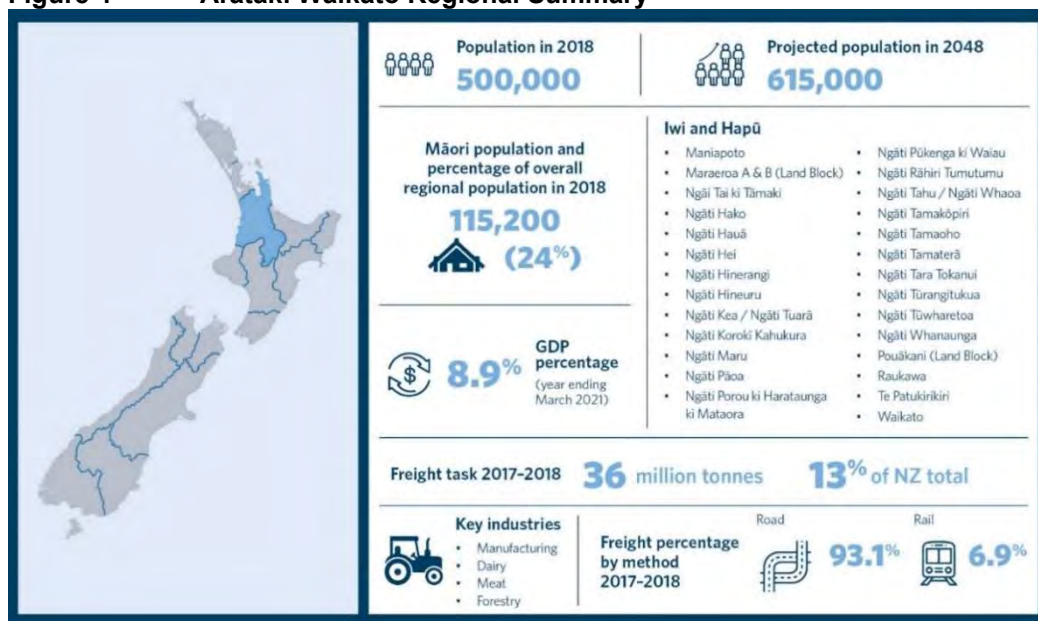 Figure 1 Arataki Waikato Regional Summary
Population in 2018
500,000
Projected population in 2048
615,000
Māori population and
percentage of overall
regional population in 2018
115,200
(24%)
GDP
percentage
(year ending
March 2021)
8.9%
Iwi and Hapū
• Maniapoto
• Maraeroa A & B (Land Block)
• Ngāi Tai ki Tāmaki
• Ngāti Hako
• Ngāti Hauā
• Ngāti Hei
• Ngāti Hinerangi
• Ngāti Hineuru
• Ngāti Kea / Ngāti Tuarā
• Ngāti Korokī Kahukura
• Ngāti Maru
• Ngāti Pāoa
• Ngāti Porou ki Harataunga
ki Mataora
• Ngāti Pūkenga ki Waiau
• Ngāti Rāhiri Tumutumu
• Ngāti Tahu / Ngāti Whaoa
• Ngāti Tamakōpiri
• Ngāti Tamaoho
• Ngāti Tamaterā
• Ngāti Tara Tokanui
• Ngāti Tūrangitukua
• Ngāti Tūwharetoa
• Ngāti Whanaunga
• Pouākani (Land Block)
• Raukawa
• Te Patukirikiri
• Waikato
Freight task 2017–2018 36 million tonnes 13% of NZ total
Key industries
• Manufacturing
• Dairy
• Meat
• Forestry
Freight percentage
by method
2017–2018
Road
93.1%
Rail
6.9%